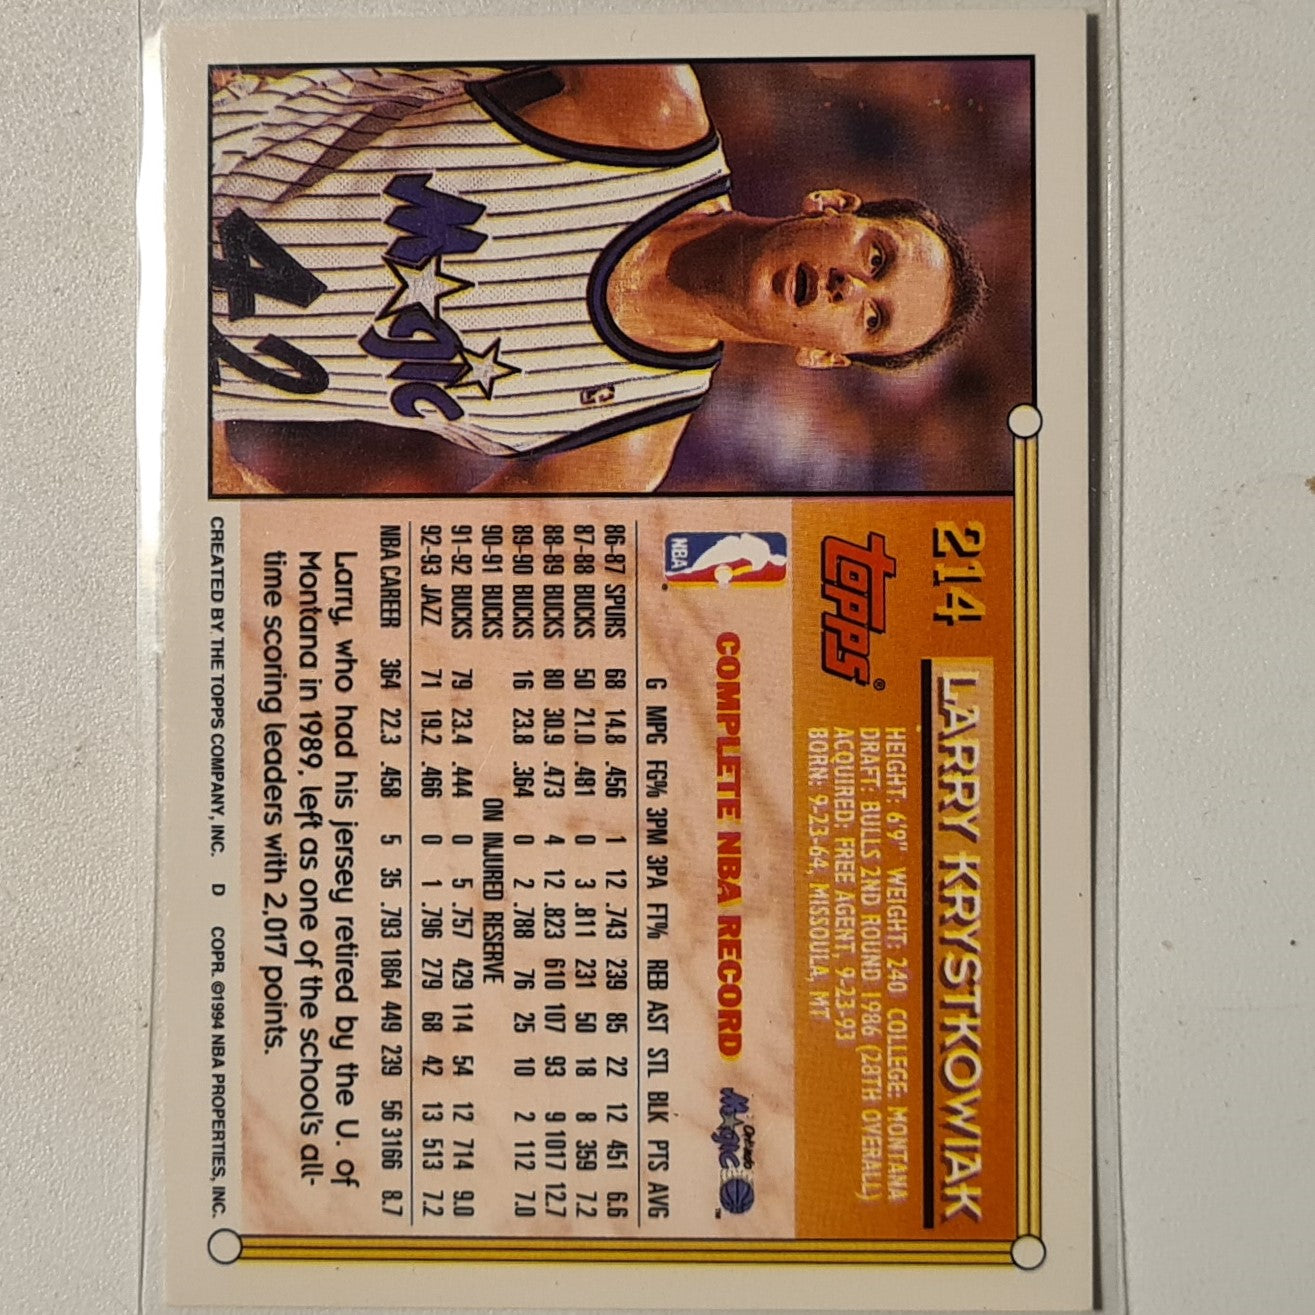 214
LARRY KRYSTKOWIAK
topps®
HEIGHT: 6'9" WEIGHT: 240 COLLEGE: MONTANA
DRAFT: BULLS 2ND ROUND 1986 (28TH OVERALL)
ACQUIRED: FREE AGENT, 9-23-93
BORN: 9-23-64, MISSOULA, MT
NBA
COMPLETE NBA RECORD
Orlando
Magic
TM
G MPG FG% 3PM 3PA FT% REB AST STL BLK PTS AVG
86-87 SPURS 68 14.8 .456 1 12 .743 239 85 22 12 451 6.6
87-88 BUCKS 50 21.0 .481 0 3 .811 231 50 18 8 359 7.2
88-89 BUCKS 80 30.9 .473 4 12 .823 610 107 93 9 1017 12.7
89-90 BUCKS 16 23.8 .364 0 2 .788 76 25 10 2 112 7.0
90-91 BUCKS ON INJURED RESERVE
91-92 BUCKS 79 23.4 .444 0 5 .757 429 114 54 12 714 9.0
92-93 JAZZ 71 19.2 .466 0 1 .796 279 68 42 13 513 7.2
NBA CAREER 364 22.3 .458 5 35 .793 1864 449 239 56 3166 8.7
Larry, who had his jersey retired by the U. of
Montana in 1989, left as one of the school's all-
time scoring leaders with 2,017 points.
CREATED BY THE TOPPS COMPANY, INC. D COPR. ©1994 NBA PROPERTIES, INC.
Magic
42